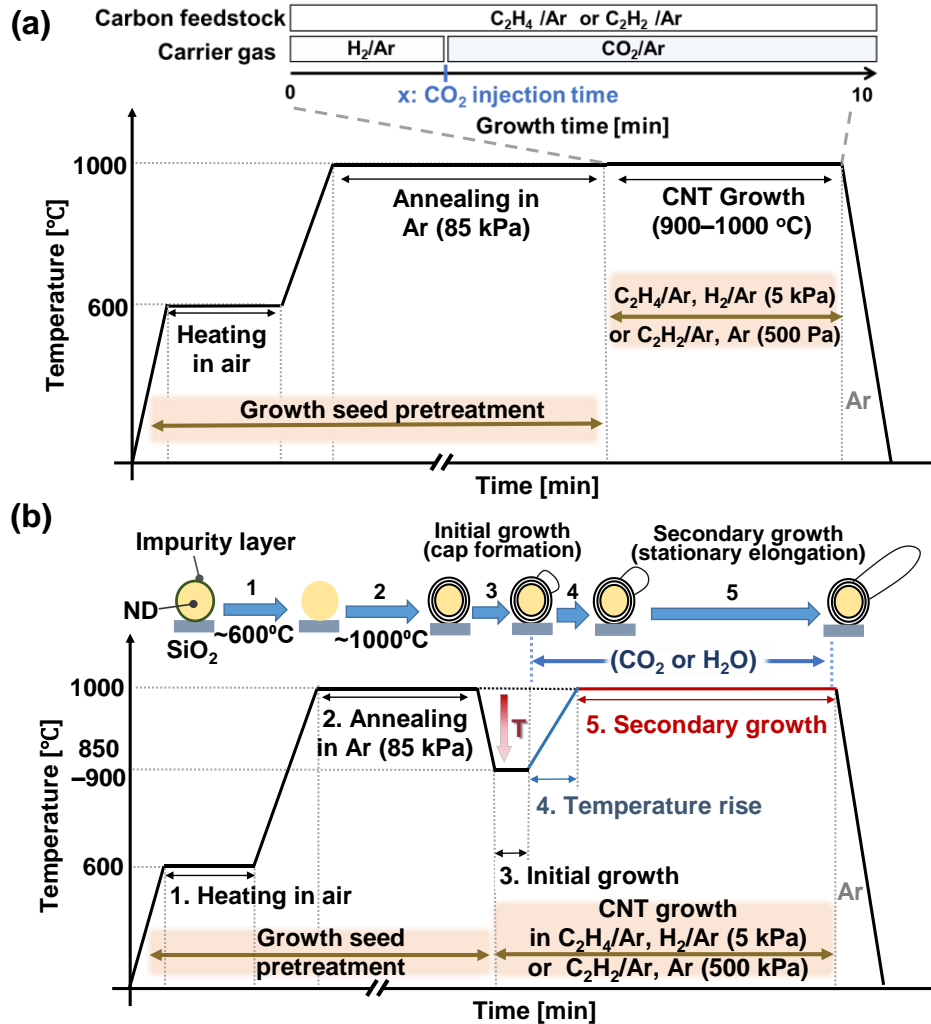 (a)
Carbon feedstock
C₂H₄ /Ar or C₂H₂ /Ar
Carrier gas
H₂/Ar
CO₂/Ar
0
x: CO₂ injection time
10
Growth time [min]
Temperature [℃]
1000
600
Annealing in
Ar (85 kPa)
CNT Growth
(900–1000 ᵒC)
Heating
in air
C₂H₄/Ar, H₂/Ar (5 kPa)
or C₂H₂/Ar, Ar (500 Pa)
Growth seed pretreatment
Ar
Time [min]
(b)
Impurity layer
ND
SiO₂
1
~600⁰C
2
~1000⁰C
Initial growth
(cap formation)
3
4
Secondary growth
(stationary elongation)
5
(CO₂ or H₂O)
Temperature [℃]
1000
850
–900
600
2. Annealing
in Ar (85 kPa)
T
5. Secondary growth
4. Temperature rise
3. Initial growth
1. Heating in air
Growth seed
pretreatment
CNT growth
in C₂H₄/Ar, H₂/Ar (5 kPa)
or C₂H₂/Ar, Ar (500 kPa)
Ar
Time [min]